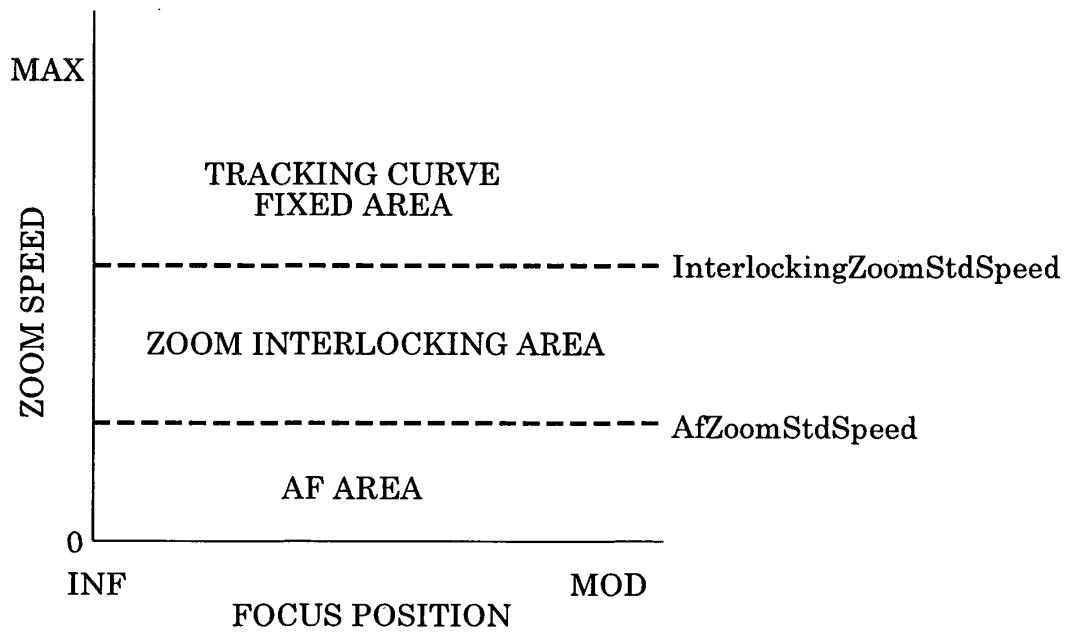 MAX
TRACKING CURVE
FIXED AREA
ZOOM SPEED
InterlockingZoomStdSpeed
ZOOM INTERLOCKING AREA
AfZoomStdSpeed
AF AREA
0
INF
MOD
FOCUS POSITION